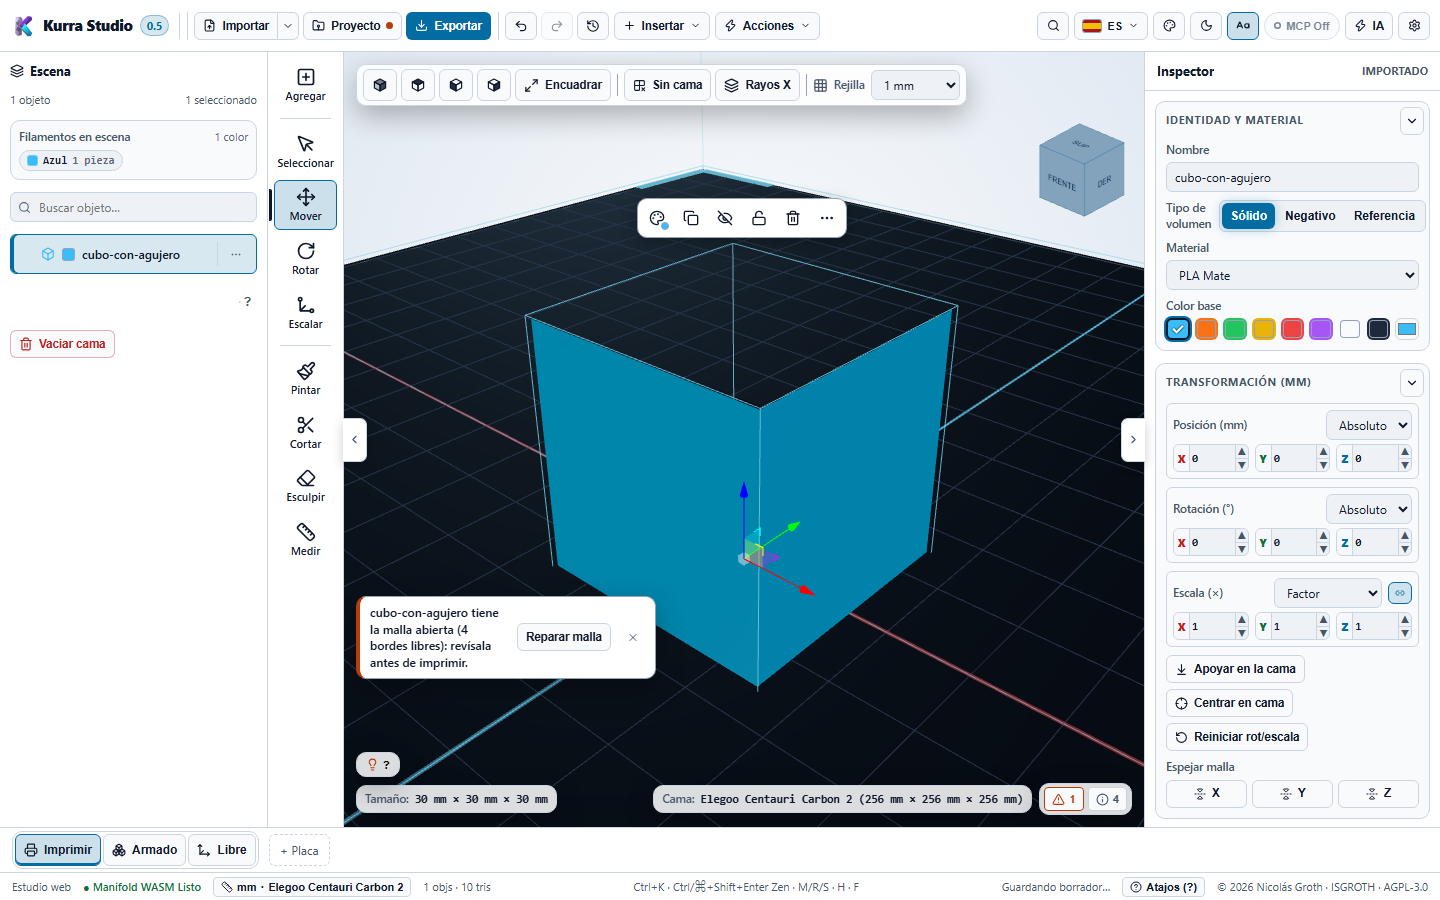 Kurra Studio 0.5
Importar
Proyecto
Exportar
Insertar
Acciones
ES
Aa
MCP Off
IA
Escena
1 objeto
1 seleccionado
Filamentos en escena
1 color
Azul 1 pieza
Buscar objeto...
cubo-con-agujero
?
Vaciar cama
Agregar
Seleccionar
Mover
Rotar
Escalar
Pintar
Cortar
Esculpir
Medir
Encuadrar
Sin cama
Rayos X
Rejilla
1 mm
SUP
FRENTE
DER
cubo-con-agujero tiene
la malla abierta (4
bordes libres): revísala
antes de imprimir.
Reparar malla
?
Tamaño: 30 mm × 30 mm × 30 mm
Cama: Elegoo Centauri Carbon 2 (256 mm × 256 mm × 256 mm)
1
4
Inspector
IMPORTADO
IDENTIDAD Y MATERIAL
Nombre
cubo-con-agujero
Tipo de
volumen
Sólido
Negativo
Referencia
Material
PLA Mate
Color base
TRANSFORMACIÓN (MM)
Posición (mm)
Absoluto
X 0
Y 0
Z 0
Rotación (°)
Absoluto
X 0
Y 0
Z 0
Escala (×)
Factor
X 1
Y 1
Z 1
Apoyar en la cama
Centrar en cama
Reiniciar rot/escala
Espejar malla
X
Y
Z
Imprimir
Armado
Libre
+ Placa
Estudio web
● Manifold WASM Listo
mm · Elegoo Centauri Carbon 2
1 objs · 10 tris
Ctrl+K · Ctrl/⌘+Shift+Enter Zen · M/R/S · H · F
Guardando borrador...
Atajos (?)
© 2026 Nicolás Groth · ISGROTH · AGPL-3.0